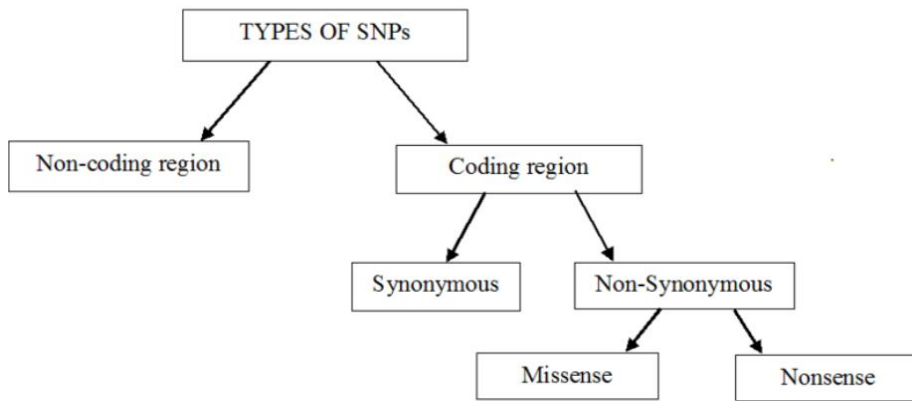 TYPES OF SNPs
Non-coding region
Coding region
Synonymous
Non-Synonymous
Missense
Nonsense